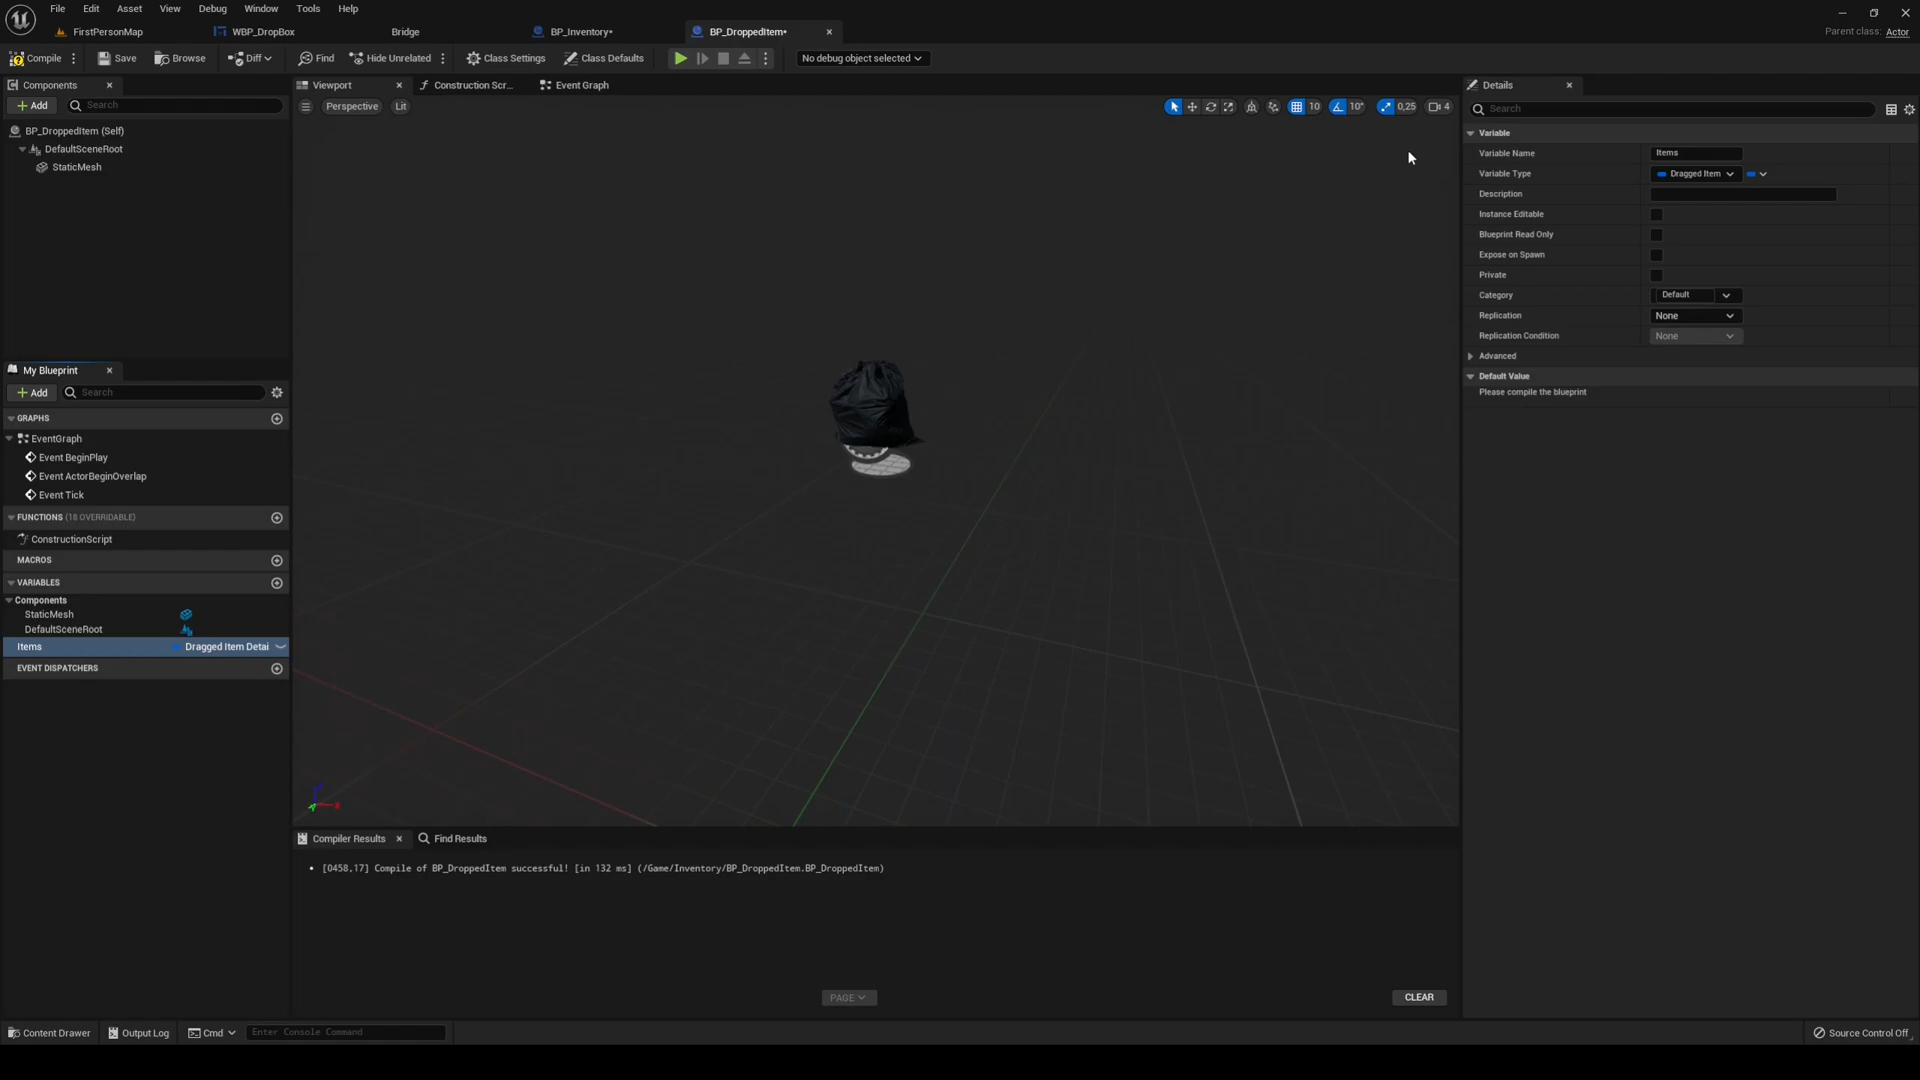 File Edit Asset View Debug Window Tools Help
FirstPersonMap WBP_DropBox Bridge BP_Inventory* BP_DroppedItem*
Parent class: Actor
Compile Save Browse Diff Find Hide Unrelated Class Settings Class Defaults No debug object selected
Components
Add Search
BP_DroppedItem (Self)
DefaultSceneRoot
StaticMesh
Viewport Construction Scr... Event Graph
Perspective Lit
10 10° 0,25 4
My Blueprint
Add Search
GRAPHS
EventGraph
Event BeginPlay
Event ActorBeginOverlap
Event Tick
FUNCTIONS (18 OVERRIDABLE)
ConstructionScript
MACROS
VARIABLES
Components
StaticMesh
DefaultSceneRoot
Items Dragged Item Detai
EVENT DISPATCHERS
Compiler Results Find Results
[0458,17] Compile of BP_DroppedItem successful! [in 132 ms] (/Game/Inventory/BP_DroppedItem.BP_DroppedItem)
PAGE CLEAR
Details
Search
Variable
Variable Name Items
Variable Type Dragged Item
Description
Instance Editable
Blueprint Read Only
Expose on Spawn
Private
Category Default
Replication None
Replication Condition None
Advanced
Default Value
Please compile the blueprint
Content Drawer Output Log Cmd Enter Console Command Source Control Off